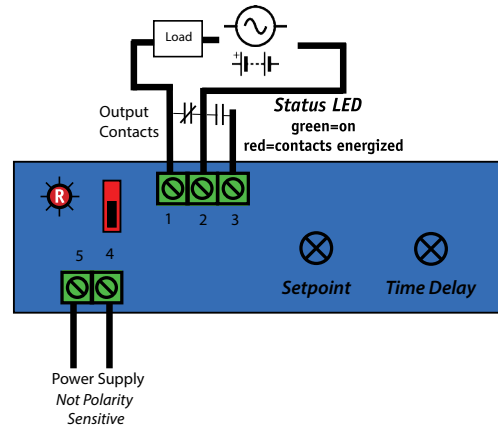 Load
+
Output
Contacts
Status LED
green=on
red=contacts energized
R
1 2 3
5 4
Setpoint Time Delay
Power Supply
Not Polarity
Sensitive